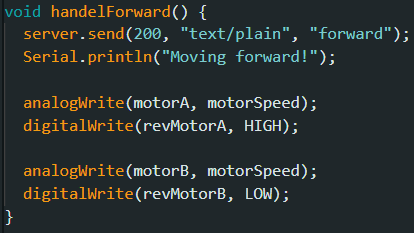 void handelForward() {
server.send(200, "text/plain", "forward");
Serial.println("Moving forward!");
analogWrite(motorA, motorSpeed);
digitalWrite(revMotorA, HIGH);
analogWrite(motorB, motorSpeed);
digitalWrite(revMotorB, LOW);
}